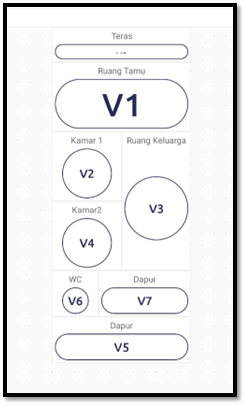 Teras
Ruang Tamu
V1
Kamar 1
Ruang Keluarga
V2
V3
Kamar2
V4
WC
Dapur
V6
V7
Dapur
V5